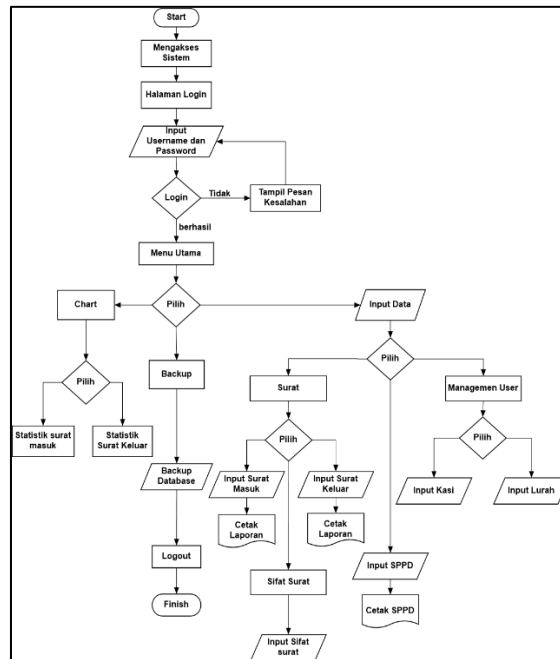 Start
Mengakses
Sistem
Halaman Login
Input
Username dan
Password
Login
Tidak
Tampil Pesan
Kesalahan
berhasil
Menu Utama
Chart
Pilih
Input Data
Pilih
Backup
Surat
Managemen User
Pilih
Statistik surat
masuk
Statistik
Surat Keluar
Pilih
Pilih
Backup
Database
Input Surat
Masuk
Input Surat
Keluar
Input Kasi
Input Lurah
Cetak
Laporan
Cetak
Laporan
Logout
Sifat Surat
Input SPPD
Finish
Cetak SPPD
Input Sifat
surat